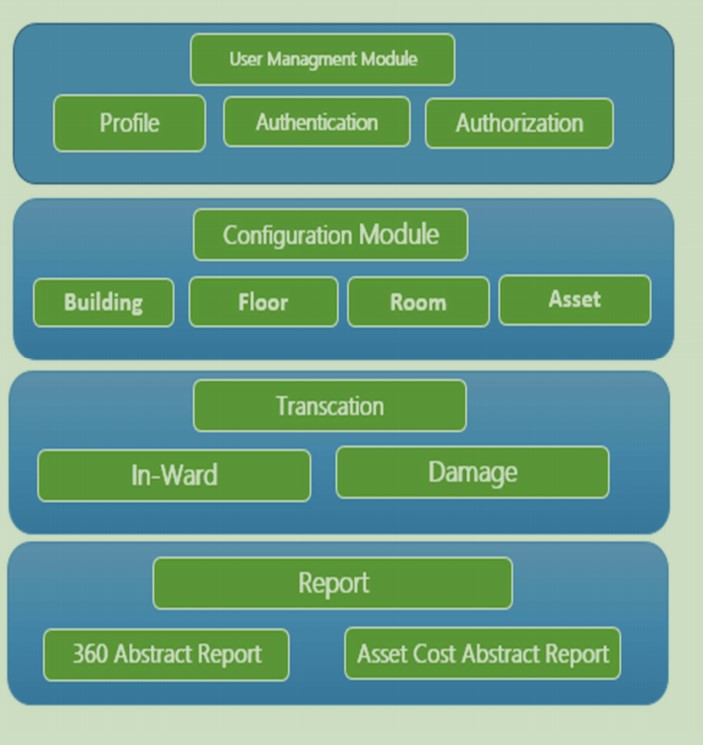 User Managment Module
Profile
Authentication
Authorization
Configuration Module
Building
Floor
Room
Asset
Transcation
In-Ward
Damage
Report
360 Abstract Report
Asset Cost Abstract Report